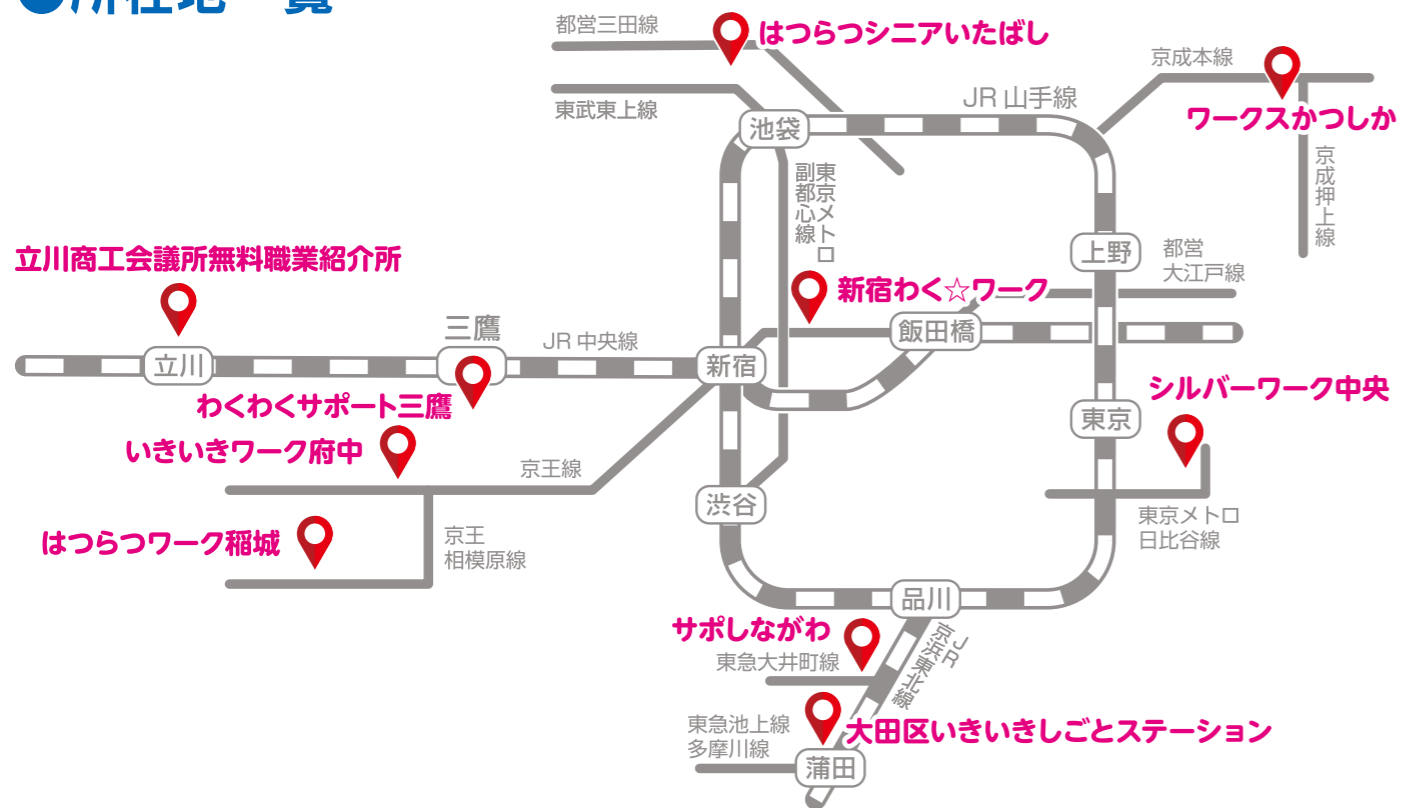 ●所在地一覧
都営三田線
はつらつシニアいたばし
東武東上線
京成本線
ワークスかつしか
JR 山手線
池袋
京成押上線
東京メトロ
副都心線
上野
都営
大江戸線
立川商工会議所無料職業紹介所
新宿わく☆ワーク
飯田橋
三鷹
JR 中央線
立川
新宿
わくわくサポート三鷹
シルバーワーク中央
東京
いきいきワーク府中
京王線
渋谷
東京メトロ
日比谷線
はつらつワーク稲城
京王
相模原線
品川
サポしながわ
JR
京浜東北線
東急大井町線
東急池上線
多摩川線
大田区いきいきしごとステーション
蒲田